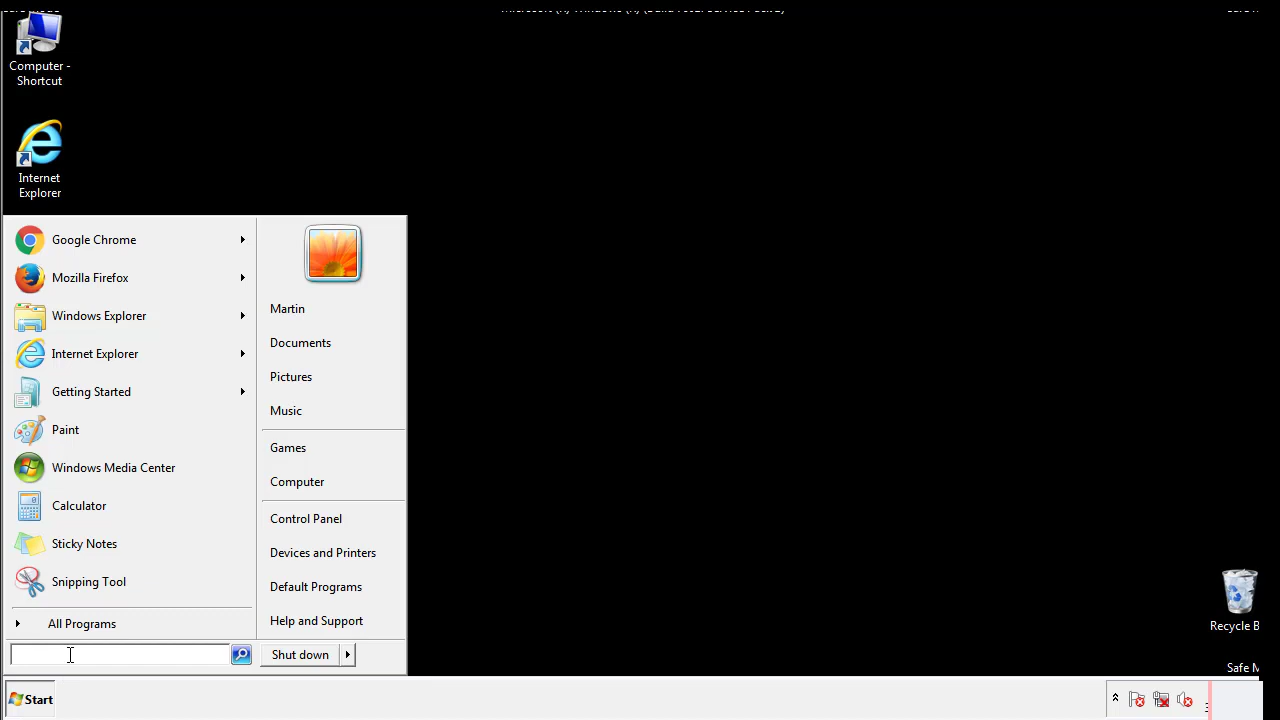 Computer -
Shortcut
Internet
Explorer
Google Chrome
Mozilla Firefox
Windows Explorer
Internet Explorer
Getting Started
Paint
Windows Media Center
Calculator
Sticky Notes
Snipping Tool
All Programs
Martin
Documents
Pictures
Music
Games
Computer
Control Panel
Devices and Printers
Default Programs
Help and Support
Shut down
Recycle B
Safe M
Start